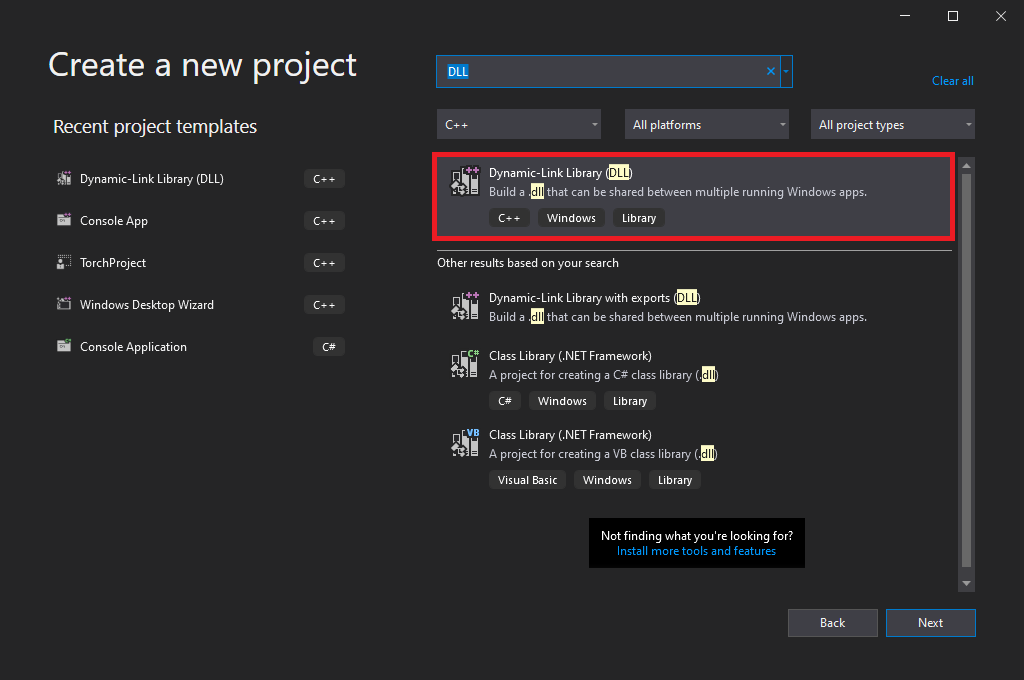 Create a new project
DLL
Clear all
Recent project templates
C++
All platforms
All project types
Dynamic-Link Library (DLL)
C++
Console App
C++
TorchProject
C++
Windows Desktop Wizard
C++
Console Application
C#
Dynamic-Link Library (DLL)
Build a .dll that can be shared between multiple running Windows apps.
C++ Windows Library
Other results based on your search
Dynamic-Link Library with exports (DLL)
Build a .dll that can be shared between multiple running Windows apps.
Class Library (.NET Framework)
A project for creating a C# class library (.dll)
C# Windows Library
Class Library (.NET Framework)
A project for creating a VB class library (.dll)
Visual Basic Windows Library
Not finding what you're looking for?
Install more tools and features
Back
Next